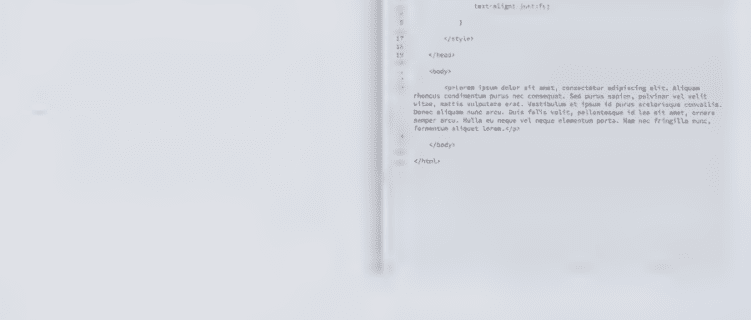 text-align: justify;
}
</style>
</head>
<body>
<p>Lorem ipsum dolor sit amet, consectetur adipiscing elit. Aliquam
rhoncus condimentum purus nec consequat. Sed purus sapien, pulvinar vel velit
vitae, mattis vulputate erat. Vestibulum et ipsum id purus scelerisque convallis.
Donec aliquam nunc arcu. Duis felis velit, pellentesque id leo sit amet, ornare
semper arcu. Nulla eu neque vel neque elementum porta. Nam nec fringilla nunc,
fermentum aliquet lorem.</p>
</body>
</html>